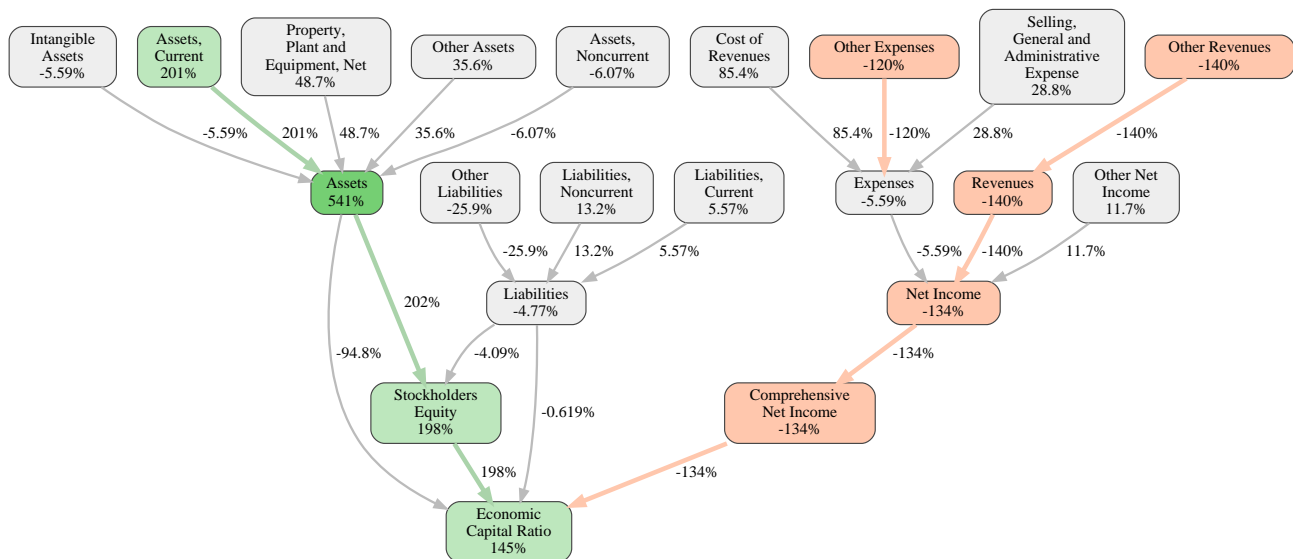 Intangible
Assets
-5.59%
Assets,
Current
201%
Property,
Plant and
Equipment, Net
48.7%
Other Assets
35.6%
Assets,
Noncurrent
-6.07%
Cost of
Revenues
85.4%
Other Expenses
-120%
Selling,
General and
Administrative
Expense
28.8%
Other Revenues
-140%
-5.59%
201%
48.7%
35.6%
-6.07%
85.4%
-120%
28.8%
-140%
Assets
541%
Other
Liabilities
-25.9%
Liabilities,
Noncurrent
13.2%
Liabilities,
Current
5.57%
Expenses
-5.59%
Revenues
-140%
Other Net
Income
11.7%
-25.9%
13.2%
5.57%
-5.59%
-140%
11.7%
Liabilities
-4.77%
Net Income
-134%
202%
-94.8%
-4.09%
-134%
Stockholders
Equity
198%
-0.619%
Comprehensive
Net Income
-134%
198%
-134%
Economic
Capital Ratio
145%